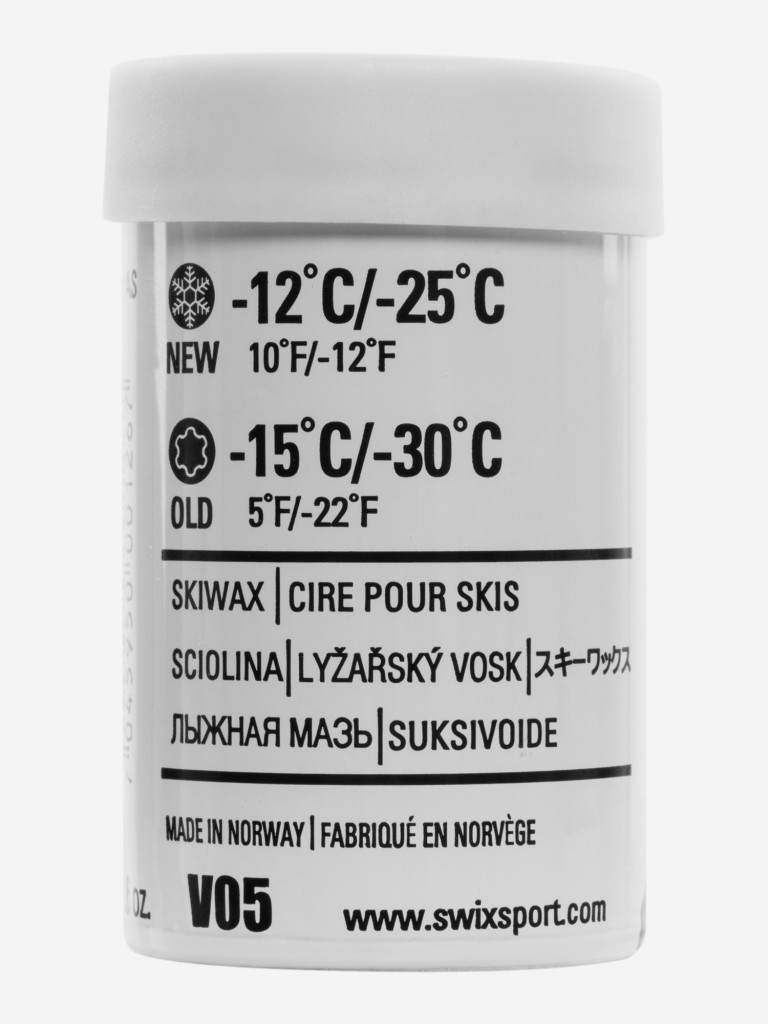 -12°C/-25°C
NEW 10°F/-12°F
-15°C/-30°C
OLD 5°F/-22°F
SKIWAX | CIRE POUR SKIS
SCIOLINA | LYŽAŘSKÝ VOSK | スキーワックス
ЛЫЖНАЯ МАЗЬ | SUKSIVOIDE
MADE IN NORWAY | FABRIQUÉ EN NORVÈGE
oz. V05 www.swixsport.com